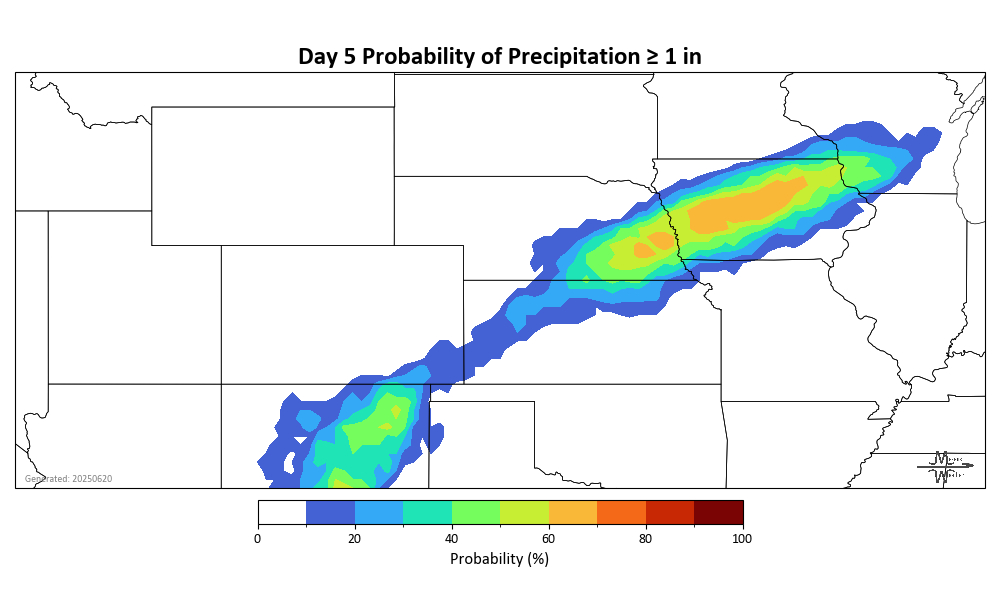 Day 5 Probability of Precipitation ≥ 1 in
Generated: 20250620
0 20 40 60 80 100
Probability (%)